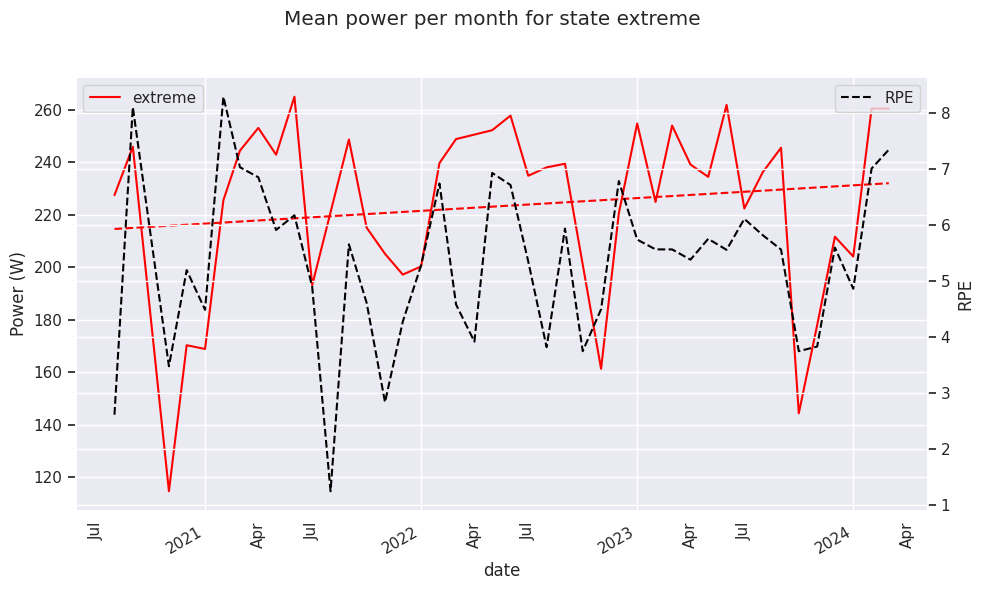 Mean power per month for state extreme
extreme
RPE
260
240
220
200
180
160
140
120
Power (W)
8
7
6
5
4
3
2
1
RPE
Jul
2021
Apr
Jul
2022
Apr
Jul
2023
Apr
Jul
2024
Apr
date